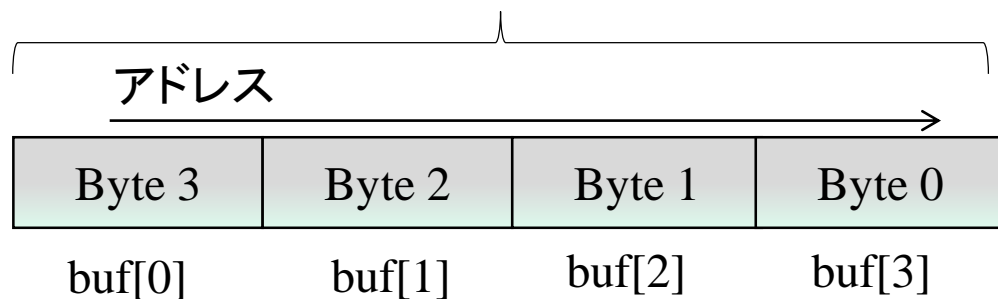 アドレス
Byte 3 Byte 2 Byte 1 Byte 0
buf[0] buf[1] buf[2] buf[3]